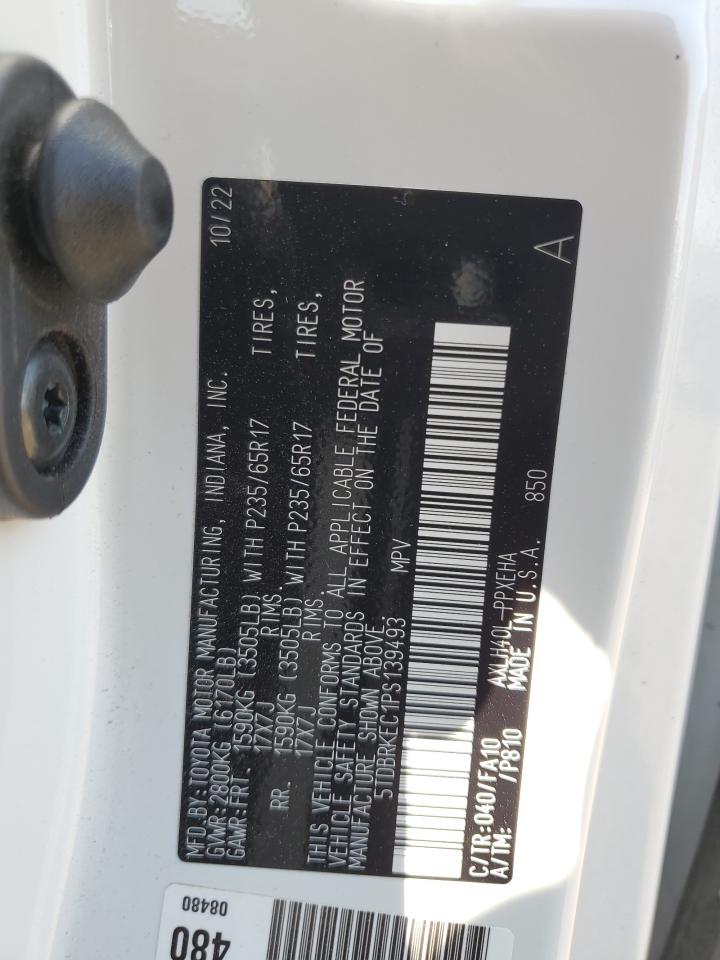 MFD.BY:TOYOTA MOTOR MANUFACTURING, INDIANA, INC. 10/22
GVWR:2800KG (6170LB)
GAWR:FRT- 1590KG (3505LB) WITH P235/65R17 TIRES,
17X7J RIMS.
RR- 1590KG (3505LB) WITH P235/65R17 TIRES,
17X7J RIMS.
THIS VEHICLE CONFORMS TO ALL APPLICABLE FEDERAL MOTOR
VEHICLE SAFETY STANDARDS IN EFFECT ON THE DATE OF
MANUFACTURE SHOWN ABOVE.
5TDBRKEC1PS139493 MPV
C/TR:040/FA10 AXLH40L-PPXEHA
A/TM: /P810 MADE IN U.S.A. 850 A
480
08480